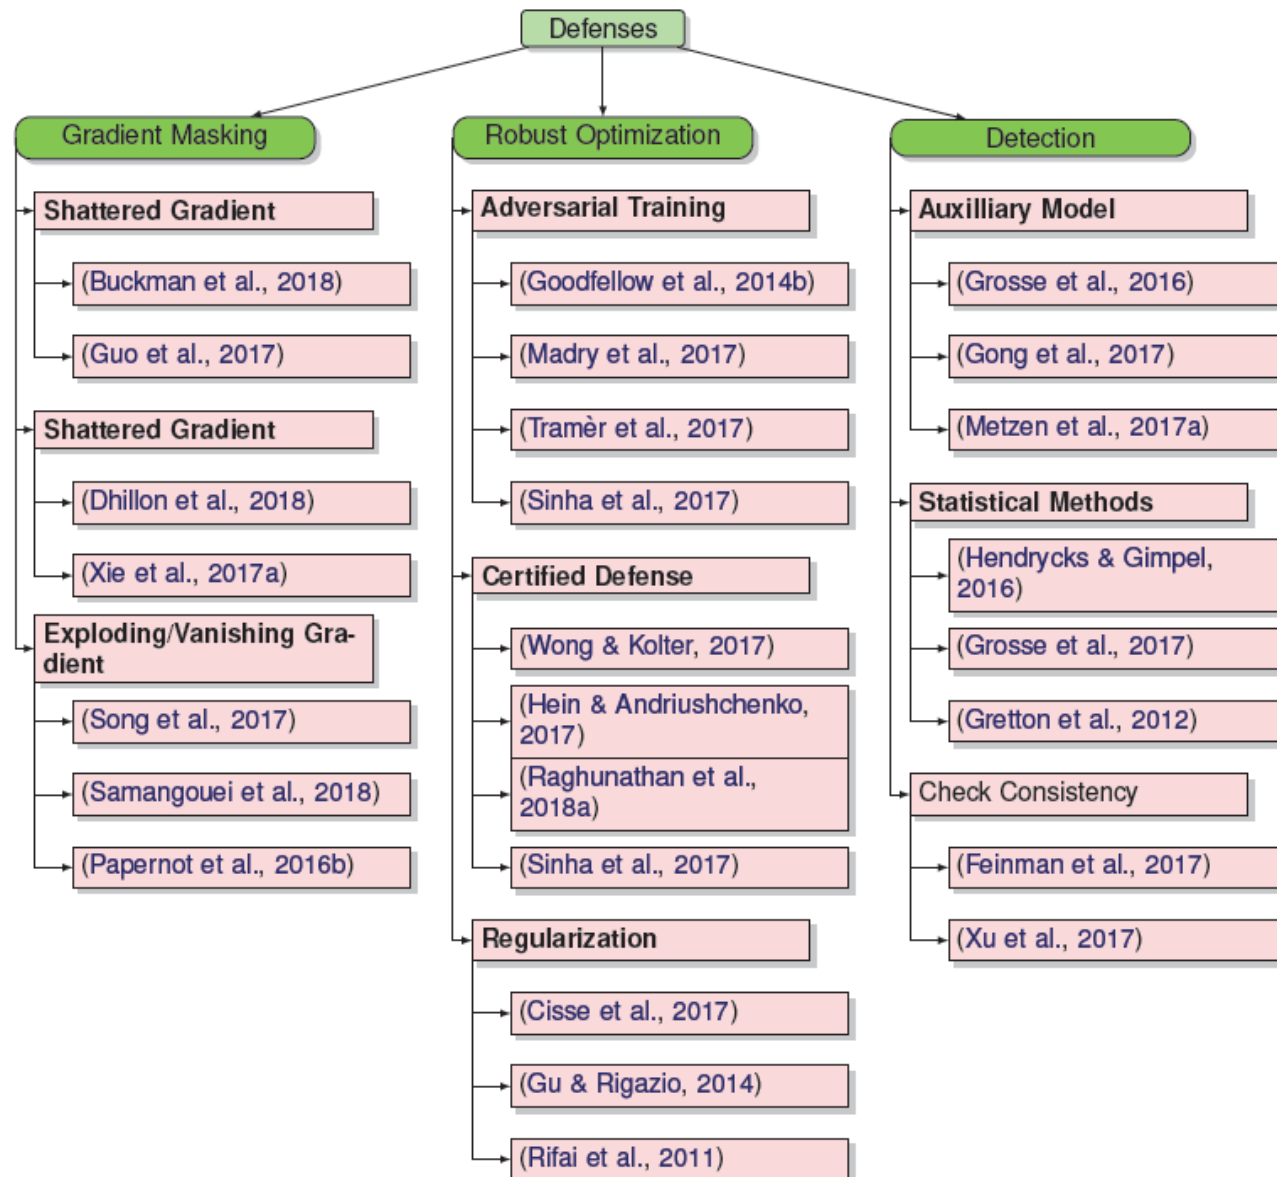 Defenses
Gradient Masking
Shattered Gradient
(Buckman et al., 2018)
(Guo et al., 2017)
Shattered Gradient
(Dhillon et al., 2018)
(Xie et al., 2017a)
Exploding/Vanishing Gra-
dient
(Song et al., 2017)
(Samangouei et al., 2018)
(Papernot et al., 2016b)
Robust Optimization
Adversarial Training
(Goodfellow et al., 2014b)
(Madry et al., 2017)
(Tramèr et al., 2017)
(Sinha et al., 2017)
Certified Defense
(Wong & Kolter, 2017)
(Hein & Andriushchenko,
2017)
(Raghunathan et al.,
2018a)
(Sinha et al., 2017)
Regularization
(Cisse et al., 2017)
(Gu & Rigazio, 2014)
(Rifai et al., 2011)
Detection
Auxilliary Model
(Grosse et al., 2016)
(Gong et al., 2017)
(Metzen et al., 2017a)
Statistical Methods
(Hendrycks & Gimpel,
2016)
(Grosse et al., 2017)
(Gretton et al., 2012)
Check Consistency
(Feinman et al., 2017)
(Xu et al., 2017)